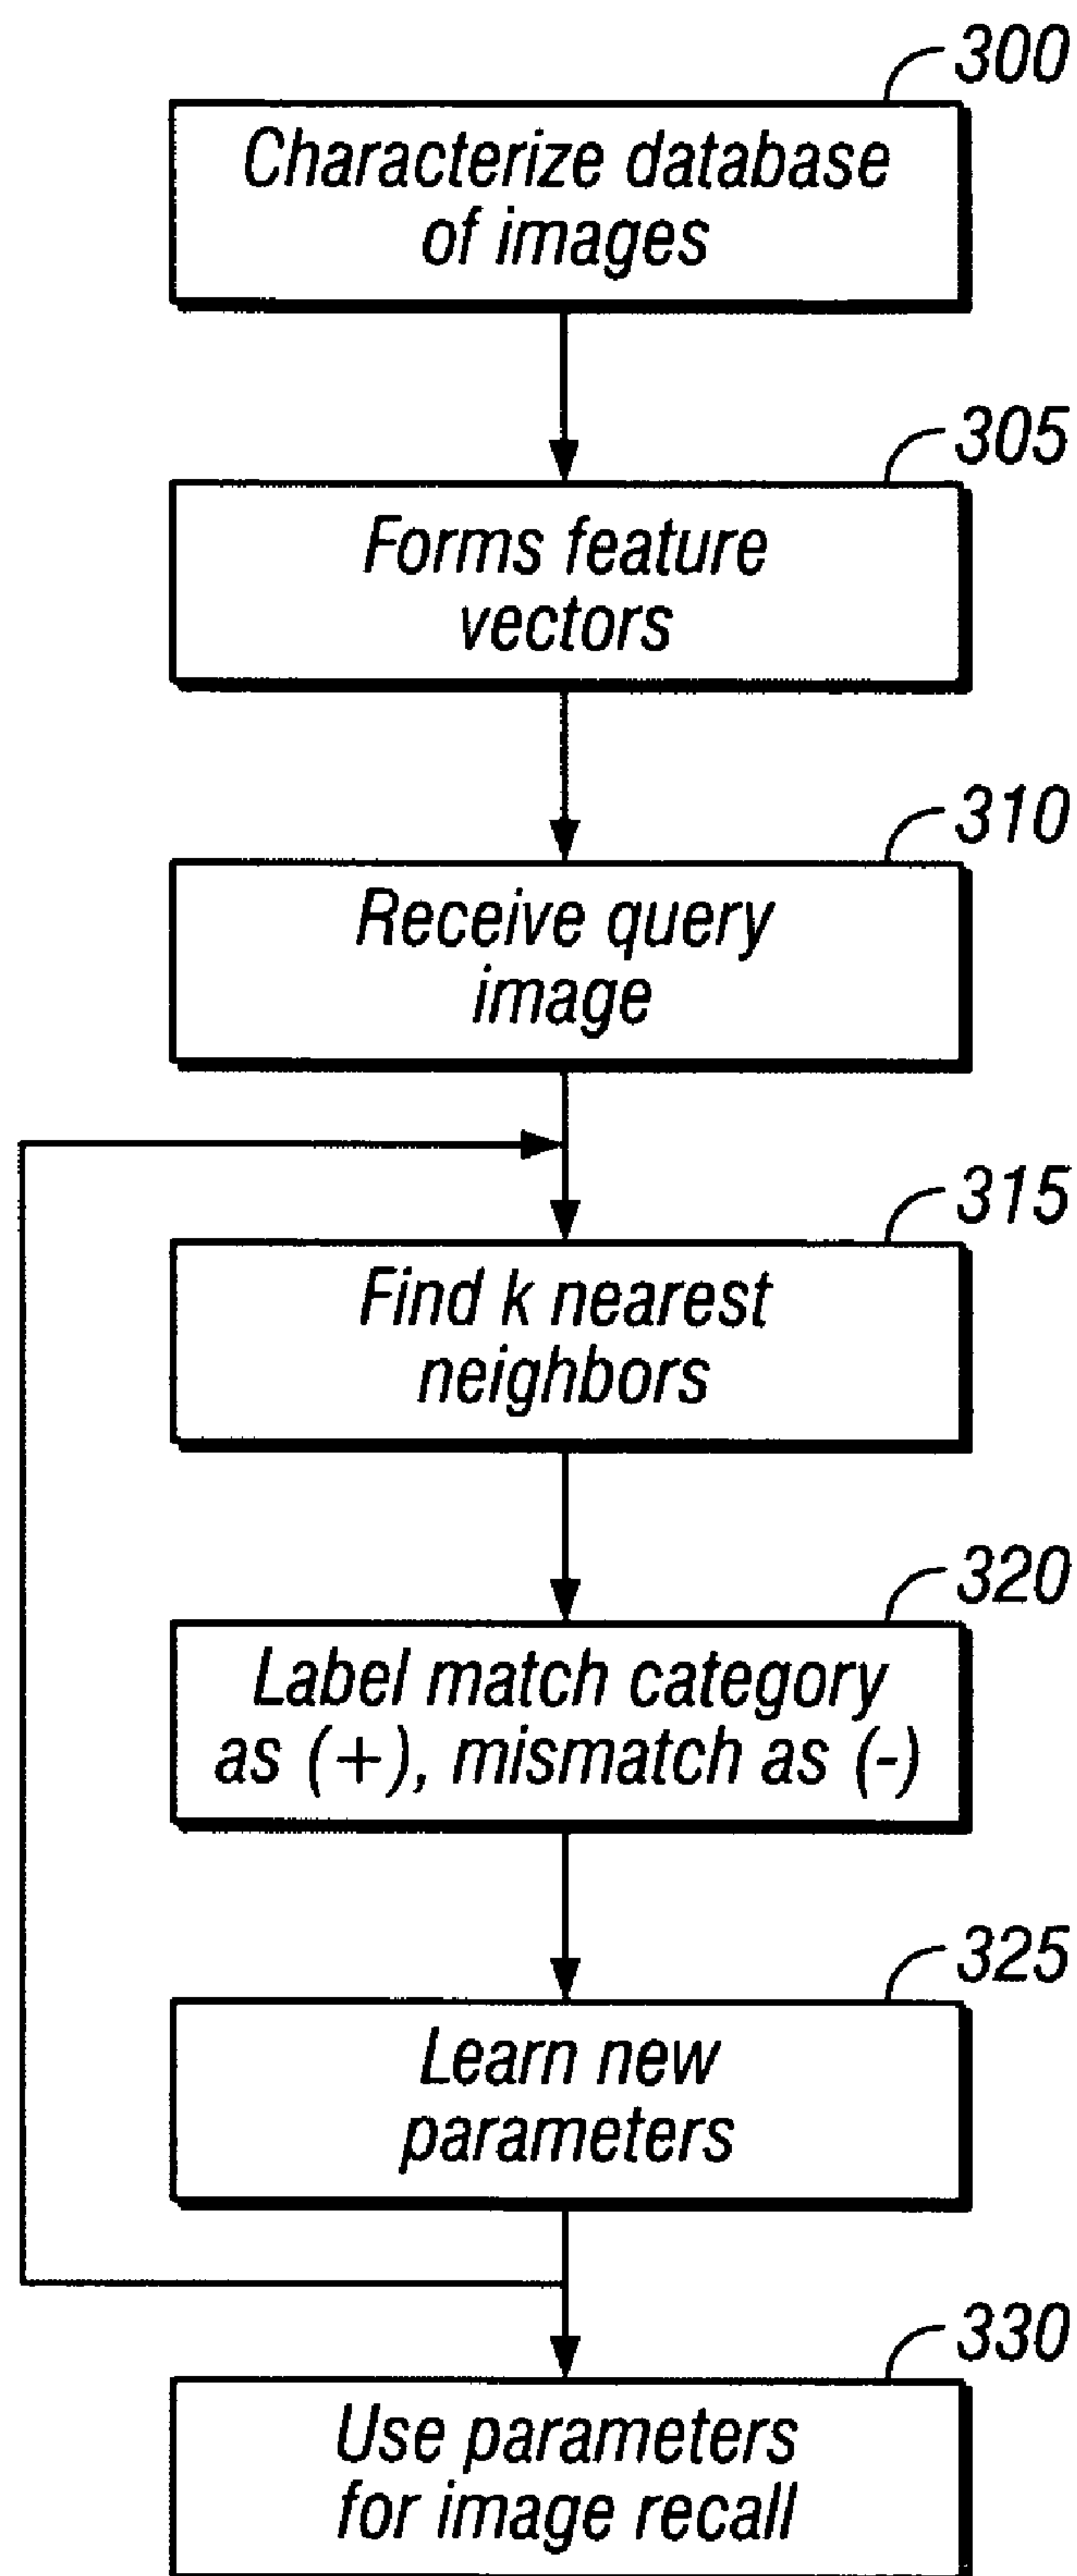 300
Characterize database
of images
305
Forms feature
vectors
310
Receive query
image
315
Find k nearest
neighbors
320
Label match category
as (+), mismatch as (-)
325
Learn new
parameters
330
Use parameters
for image recall